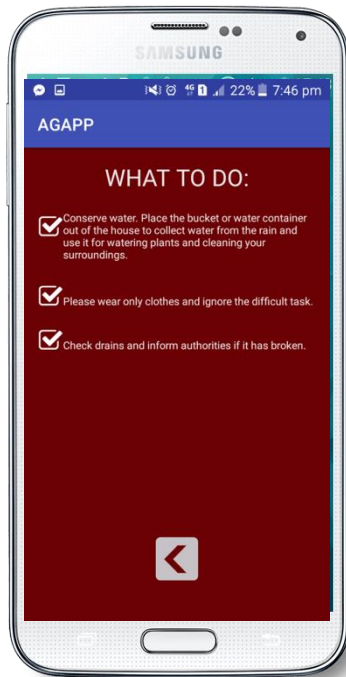 SAMSUNG
4G 1 22% 7:46 pm
AGAPP
WHAT TO DO:
Conserve water. Place the bucket or water container
out of the house to collect water from the rain and
use it for watering plants and cleaning your
surroundings.
Please wear only clothes and ignore the difficult task.
Check drains and inform authorities if it has broken.